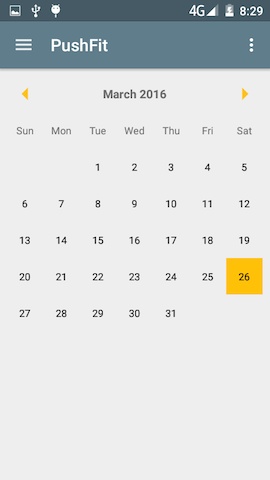 4G 8:29
PushFit
March 2016
Sun Mon Tue Wed Thu Fri Sat
1 2 3 4 5
6 7 8 9 10 11 12
13 14 15 16 17 18 19
20 21 22 23 24 25 26
27 28 29 30 31